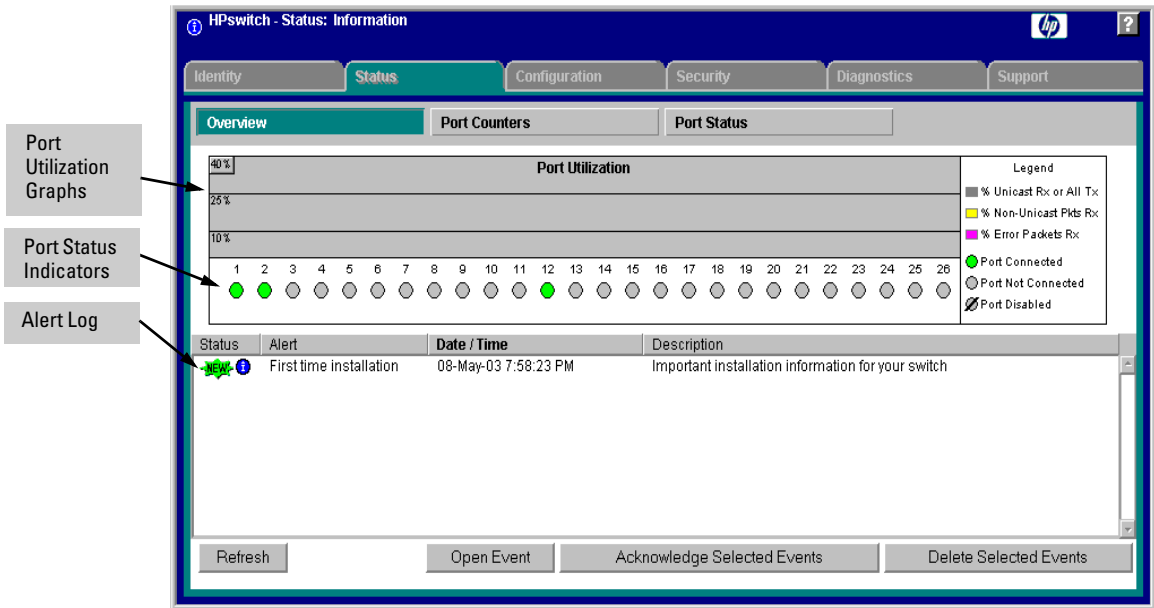 HPswitch - Status: Information
hp
?
Identity Status Configuration Security Diagnostics Support
Overview Port Counters Port Status
Port
Utilization
Graphs
40 % Port Utilization
25 %
10 %
Legend
% Unicast Rx or All Tx
% Non-Unicast Pkts Rx
% Error Packets Rx
Port Connected
Port Not Connected
Port Disabled
Port Status
Indicators
1 2 3 4 5 6 7 8 9 10 11 12 13 14 15 16 17 18 19 20 21 22 23 24 25 26
Alert Log
Status Alert Date / Time Description
NEW First time installation 08-May-03 7:58:23 PM Important installation information for your switch
Refresh Open Event Acknowledge Selected Events Delete Selected Events